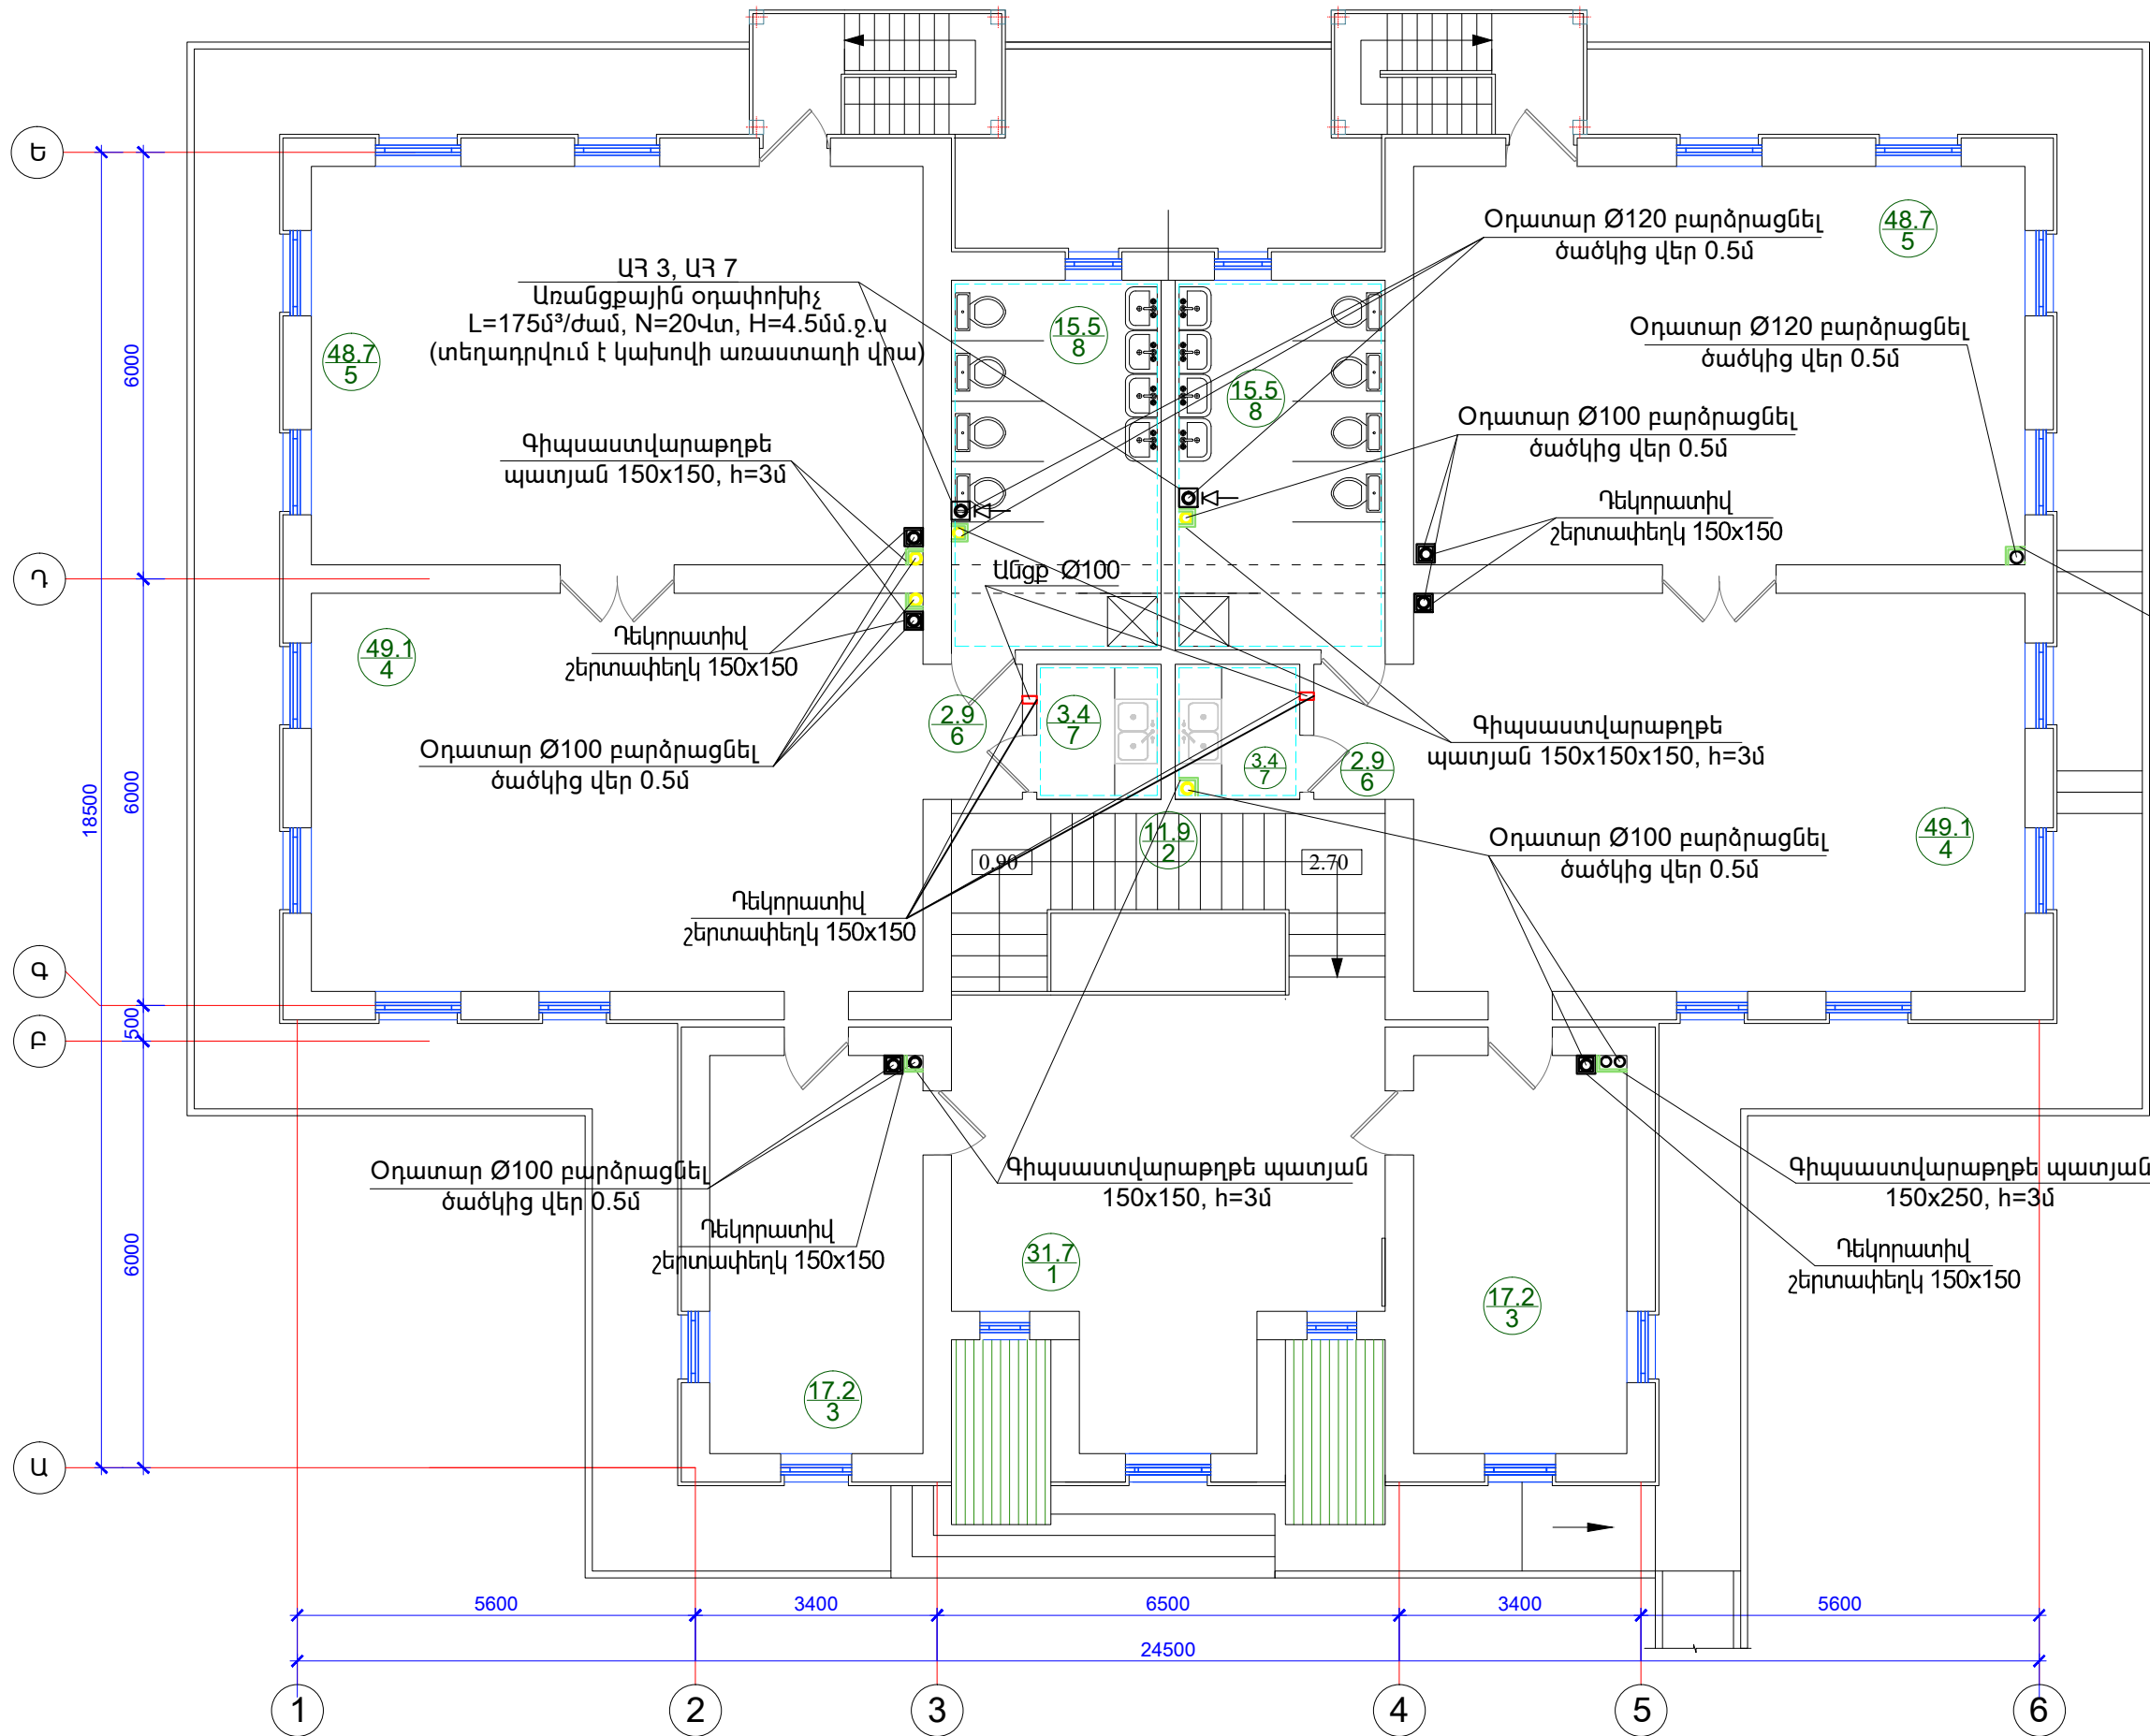 Ե
Օդատար Ø120 բարձրացնել
ծածկից վեր 0.5մ
48.7
5
ԱՀ 3, ԱՀ 7
Առանցքային օդափոխիչ
L=175մ³/ժամ, N=20Վտ, H=4.5մմ.ջ.ս
(տեղադրվում է կախովի առաստաղի վրա)
15.5
8
Օդատար Ø120 բարձրացնել
ծածկից վեր 0.5մ
48.7
5
6000
15.5
8
Օդատար Ø100 բարձրացնել
ծածկից վեր 0.5մ
Գիպսաստվարաթղթե
պատյան 150x150, h=3մ
Դեկորատիվ
շերտափեղկ 150x150
Դ
Անցք Ø100
Դեկորատիվ
շերտափեղկ 150x150
49.1
4
2.9
6
3.4
7
Գիպսաստվարաթղթե
պատյան 150x150x150, h=3մ
Օդատար Ø100 բարձրացնել
ծածկից վեր 0.5մ
3.4
7
2.9
6
18500
6000
11.9
2
0.90
2.70
Օդատար Ø100 բարձրացնել
ծածկից վեր 0.5մ
49.1
4
Դեկորատիվ
շերտափեղկ 150x150
Գ
500
Բ
Օդատար Ø100 բարձրացնել
ծածկից վեր 0.5մ
Գիպսաստվարաթղթե պատյան
150x150, h=3մ
Գիպսաստվարաթղթե պատյան
150x250, h=3մ
Դեկորատիվ
շերտափեղկ 150x150
Դեկորատիվ
շերտափեղկ 150x150
6000
31.7
1
17.2
3
17.2
3
Ա
5600
3400
6500
3400
5600
24500
1
2
3
4
5
6